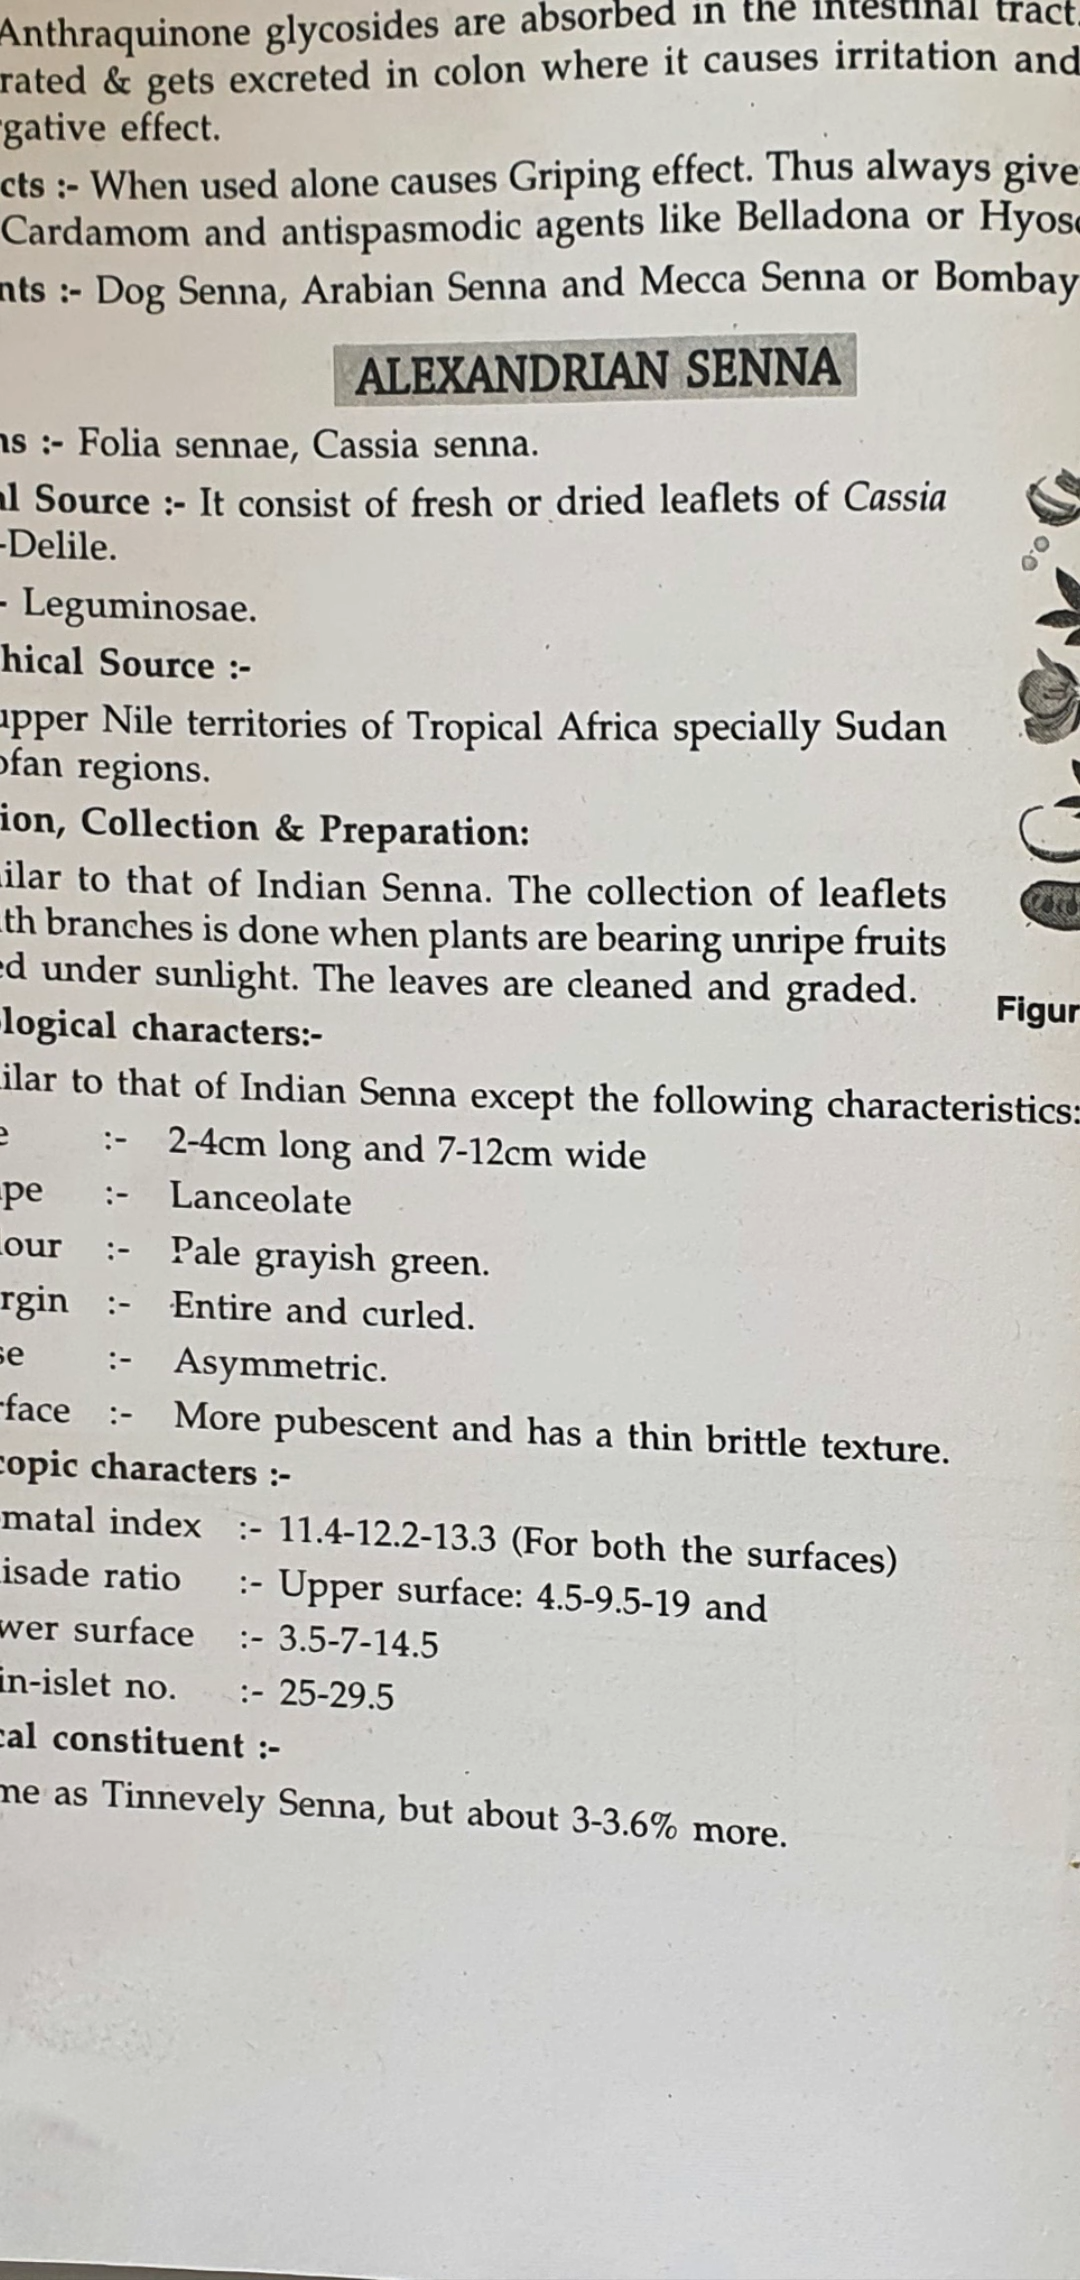 Anthraquinone glycosides are absorbed in the intestinal tract
rated & gets excreted in colon where it causes irritation and
gative effect.
cts :- When used alone causes Griping effect. Thus always give
Cardamom and antispasmodic agents like Belladona or Hyos
nts :- Dog Senna, Arabian Senna and Mecca Senna or Bombay
ALEXANDRIAN SENNA
ns :- Folia sennae, Cassia senna.
al Source :- It consist of fresh or dried leaflets of Cassia
-Delile.
- Leguminosae.
hical Source :-
upper Nile territories of Tropical Africa specially Sudan
ofan regions.
ion, Collection & Preparation:
ilar to that of Indian Senna. The collection of leaflets
th branches is done when plants are bearing unripe fruits
ed under sunlight. The leaves are cleaned and graded.
Figur
logical characters:-
ilar to that of Indian Senna except the following characteristics:
e :- 2-4cm long and 7-12cm wide
pe :- Lanceolate
lour :- Pale grayish green.
rgin :- Entire and curled.
se :- Asymmetric.
rface :- More pubescent and has a thin brittle texture.
copic characters :-
matal index :- 11.4-12.2-13.3 (For both the surfaces)
isade ratio :- Upper surface: 4.5-9.5-19 and
wer surface :- 3.5-7-14.5
in-islet no. :- 25-29.5
cal constituent :-
me as Tinnevely Senna, but about 3-3.6% more.